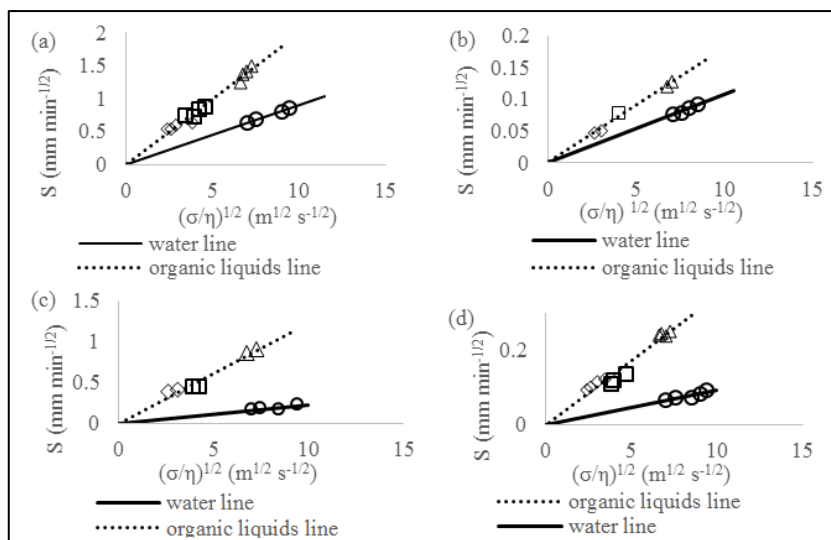 (a)
S (mm min-1/2)
2
1.5
1
0.5
0
0 5 10 15
(σ/η)1/2 (m1/2 s-1/2)
water line
organic liquids line
(b)
S (mm min-1/2)
0.2
0.15
0.1
0.05
0
0 5 10 15
(σ/η) 1/2 (m1/2 s-1/2)
water line
organic liquids line
(c)
S (mm min-1/2)
1.5
1
0.5
0
0 5 10 15
(σ/η)1/2 (m1/2 s-1/2)
water line
organic liquids line
(d)
S (mm min-1/2)
0.2
0
0 5 10 15
(σ/η)1/2 (m1/2 s-1/2)
organic liquids line
water line